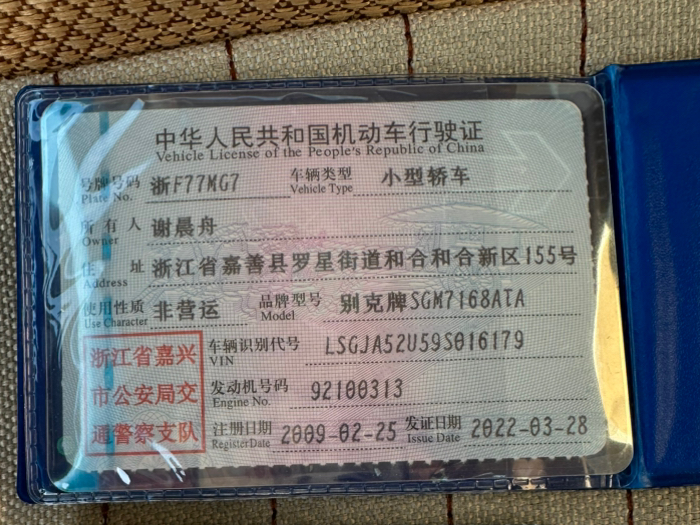 中华人民共和国机动车行驶证
Vehicle License of the People's Republic of China
号牌号码 浙F77MG7 车辆类型 小型轿车
Plate No. Vehicle Type
所有人 谢晨舟
Owner
住址 浙江省嘉善县罗星街道和合和合新区155号
Address
使用性质 非营运 品牌型号 别克牌SGM7168ATA
Use Character Model
浙江省嘉兴
市公安局交
通警察支队
车辆识别代号 LSGJA52U59S016179
VIN
发动机号码 92100313
Engine No.
注册日期 2009-02-25 发证日期 2022-03-28
Register Date Issue Date